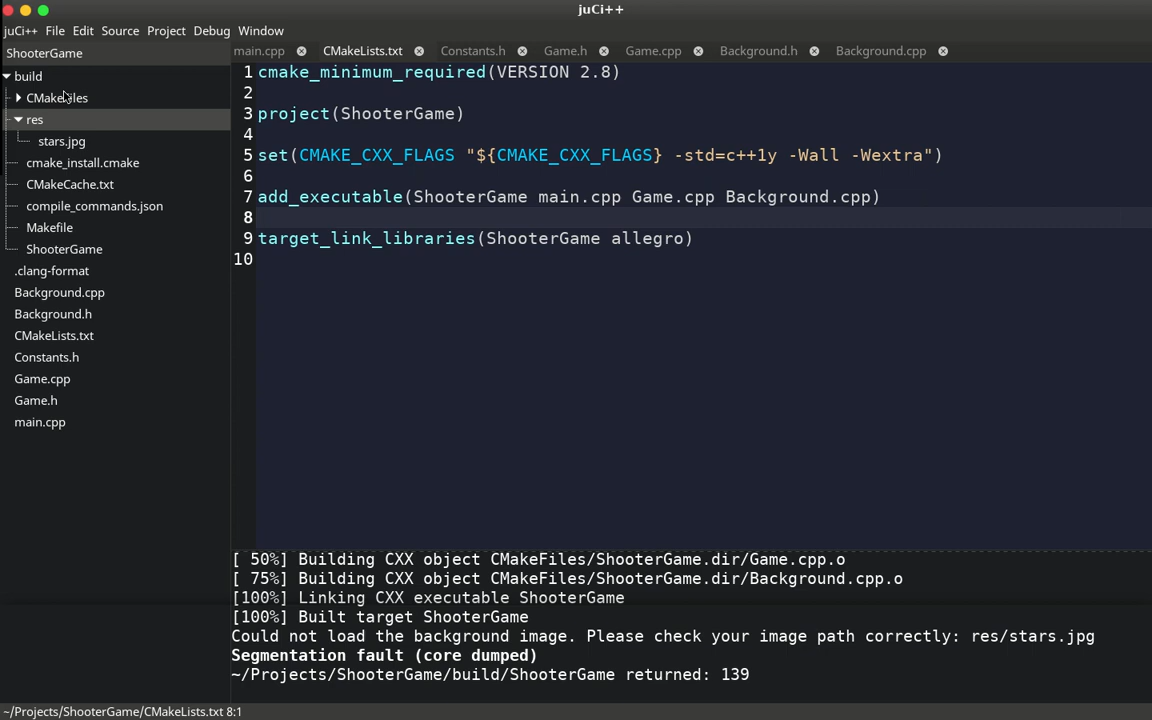 juCi++
juCi++ File Edit Source Project Debug Window
ShooterGame
main.cpp CMakeLists.txt Constants.h Game.h Game.cpp Background.h Background.cpp
build
CMakeFiles
res
stars.jpg
cmake_install.cmake
CMakeCache.txt
compile_commands.json
Makefile
ShooterGame
.clang-format
Background.cpp
Background.h
CMakeLists.txt
Constants.h
Game.cpp
Game.h
main.cpp
1 cmake_minimum_required(VERSION 2.8)
2
3 project(ShooterGame)
4
5 set(CMAKE_CXX_FLAGS "${CMAKE_CXX_FLAGS} -std=c++1y -Wall -Wextra")
6
7 add_executable(ShooterGame main.cpp Game.cpp Background.cpp)
8
9 target_link_libraries(ShooterGame allegro)
10
[ 50%] Building CXX object CMakeFiles/ShooterGame.dir/Game.cpp.o
[ 75%] Building CXX object CMakeFiles/ShooterGame.dir/Background.cpp.o
[100%] Linking CXX executable ShooterGame
[100%] Built target ShooterGame
Could not load the background image. Please check your image path correctly: res/stars.jpg
Segmentation fault (core dumped)
~/Projects/ShooterGame/build/ShooterGame returned: 139
~/Projects/ShooterGame/CMakeLists.txt 8:1